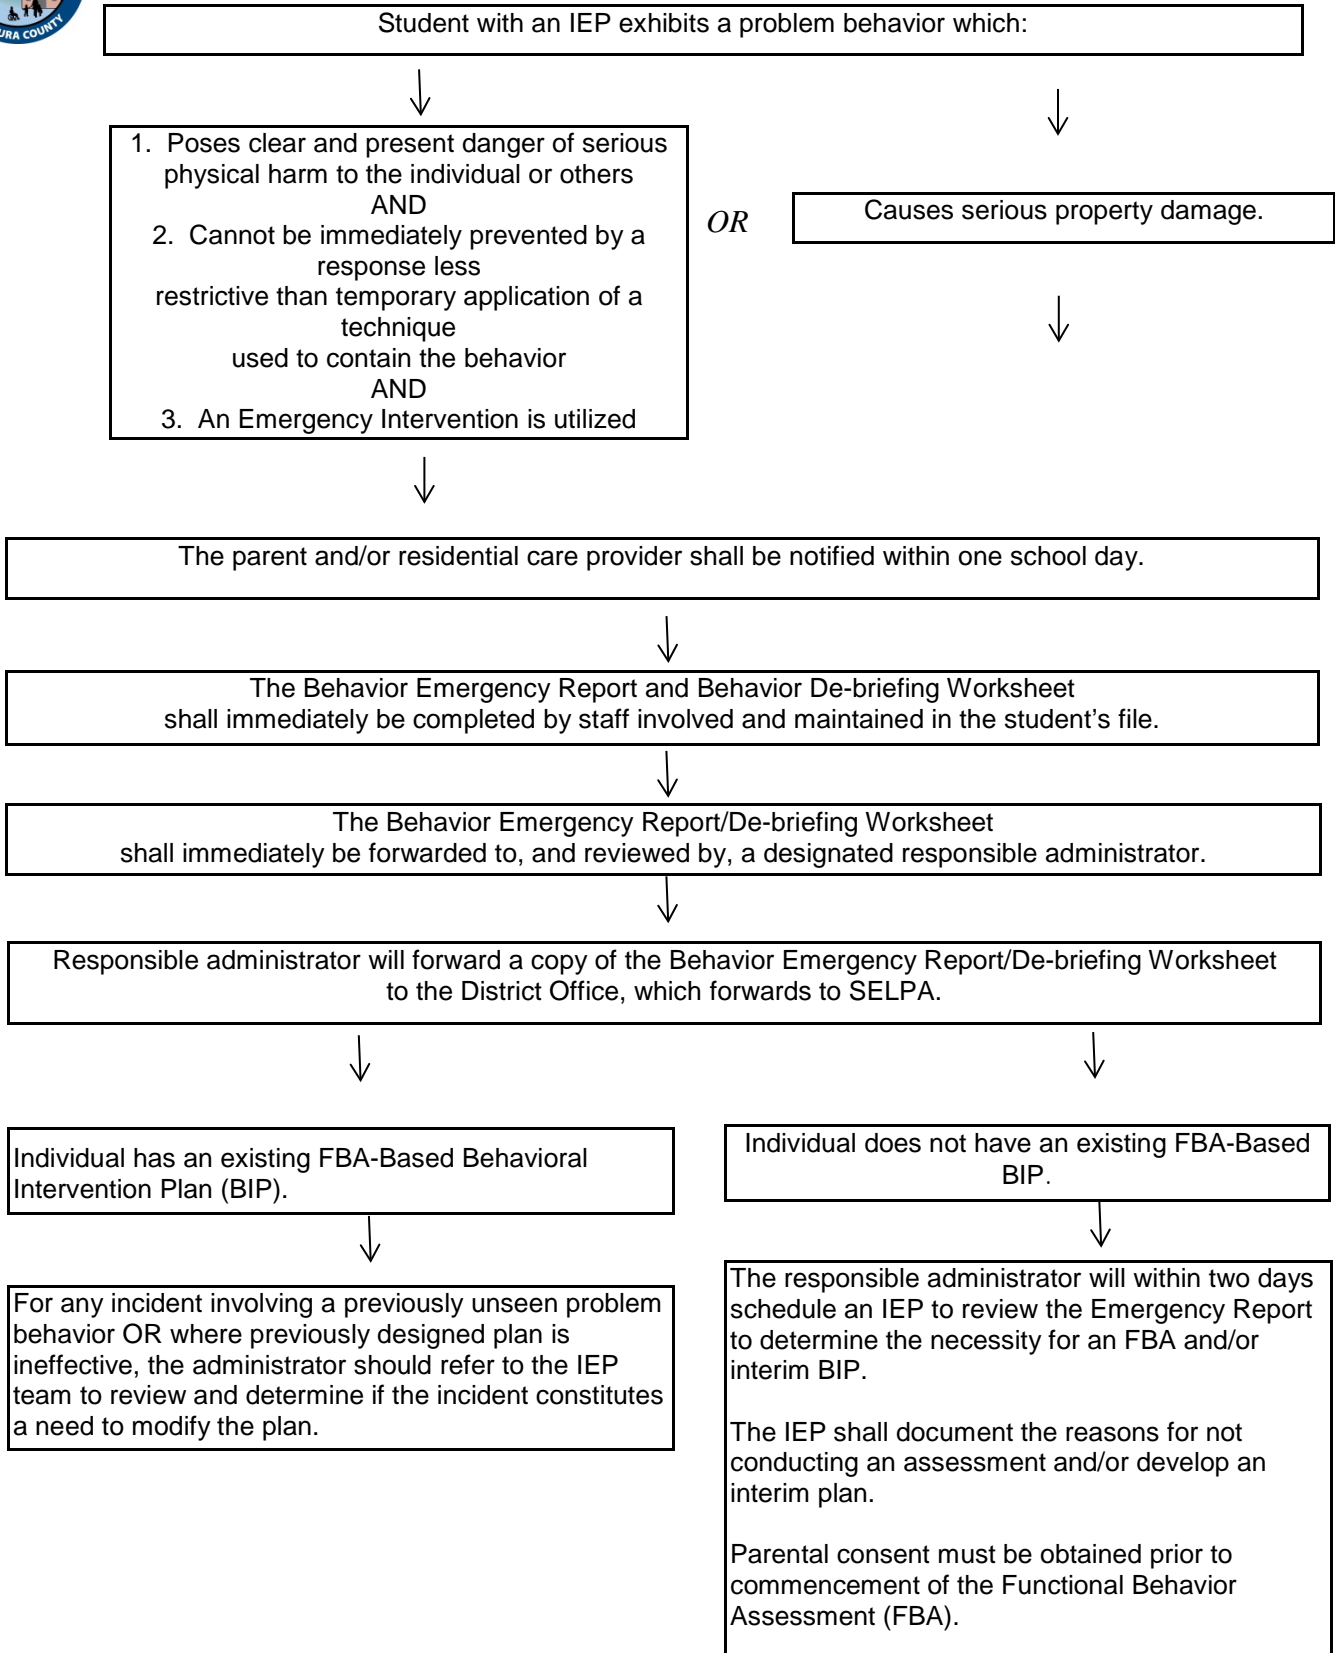 URA COUNTY
Student with an IEP exhibits a problem behavior which:
1. Poses clear and present danger of serious
physical harm to the individual or others
AND
2. Cannot be immediately prevented by a
response less
restrictive than temporary application of a
technique
used to contain the behavior
AND
3. An Emergency Intervention is utilized
OR
Causes serious property damage.
The parent and/or residential care provider shall be notified within one school day.
The Behavior Emergency Report and Behavior De-briefing Worksheet
shall immediately be completed by staff involved and maintained in the student’s file.
The Behavior Emergency Report/De-briefing Worksheet
shall immediately be forwarded to, and reviewed by, a designated responsible administrator.
Responsible administrator will forward a copy of the Behavior Emergency Report/De-briefing Worksheet
to the District Office, which forwards to SELPA.
Individual has an existing FBA-Based Behavioral
Intervention Plan (BIP).
For any incident involving a previously unseen problem
behavior OR where previously designed plan is
ineffective, the administrator should refer to the IEP
team to review and determine if the incident constitutes
a need to modify the plan.
Individual does not have an existing FBA-Based
BIP.
The responsible administrator will within two days
schedule an IEP to review the Emergency Report
to determine the necessity for an FBA and/or
interim BIP.
The IEP shall document the reasons for not
conducting an assessment and/or develop an
interim plan.
Parental consent must be obtained prior to
commencement of the Functional Behavior
Assessment (FBA).